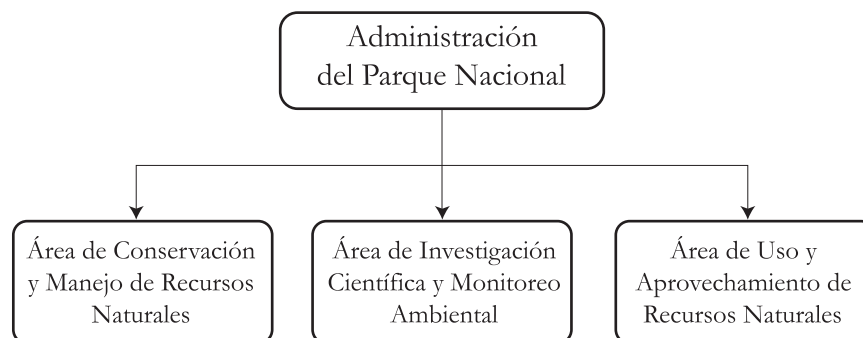 Administración
del Parque Nacional
Área de Conservación
y Manejo de Recursos
Naturales
Área de Investigación
Científica y Monitoreo
Ambiental
Área de Uso y
Aprovechamiento de
Recursos Naturales